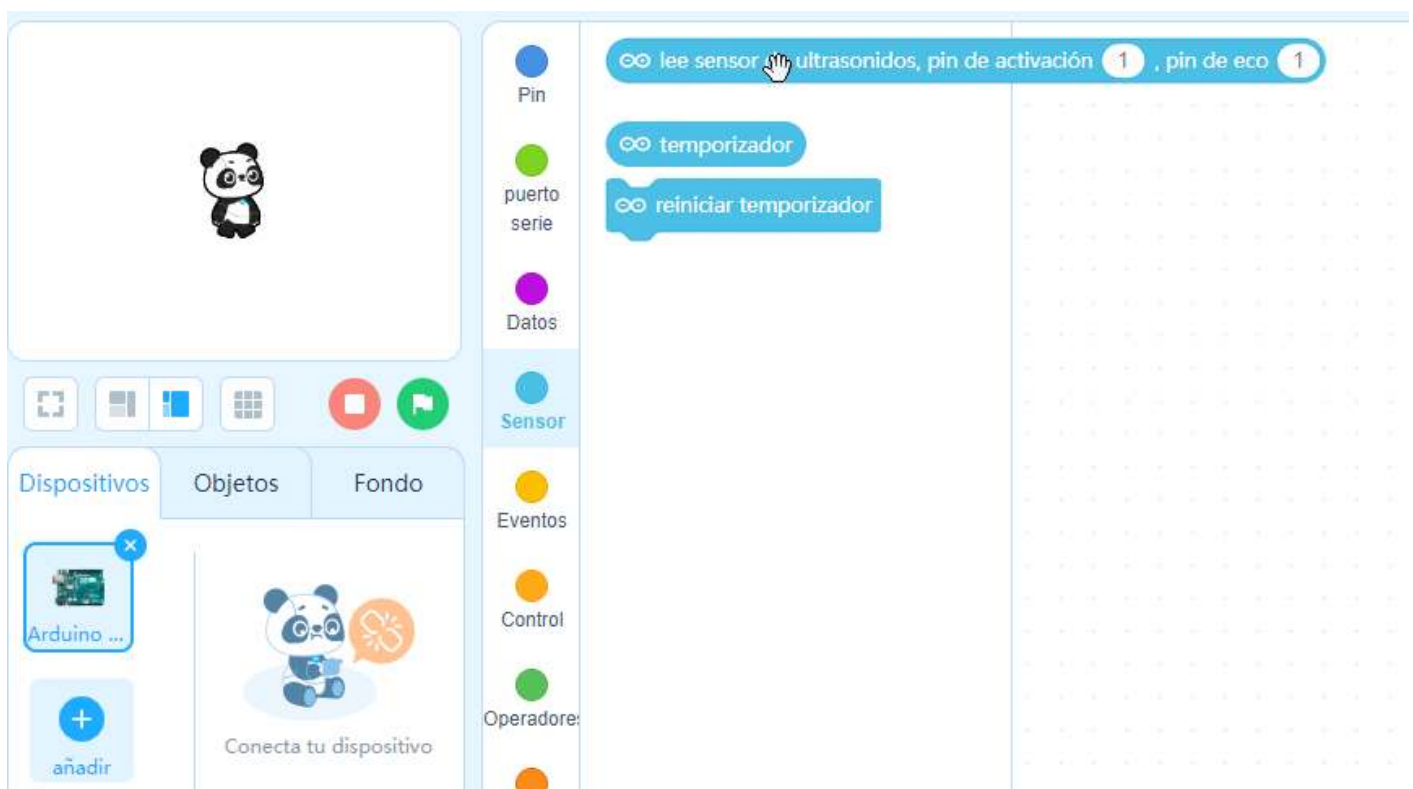 lee sensor ultrasonidos, pin de activación 1 , pin de eco 1
temporizador
reiniciar temporizador
Pin
puerto
serie
Datos
Sensor
Eventos
Control
Operadores
Dispositivos
Objetos
Fondo
Arduino ...
añadir
Conecta tu dispositivo